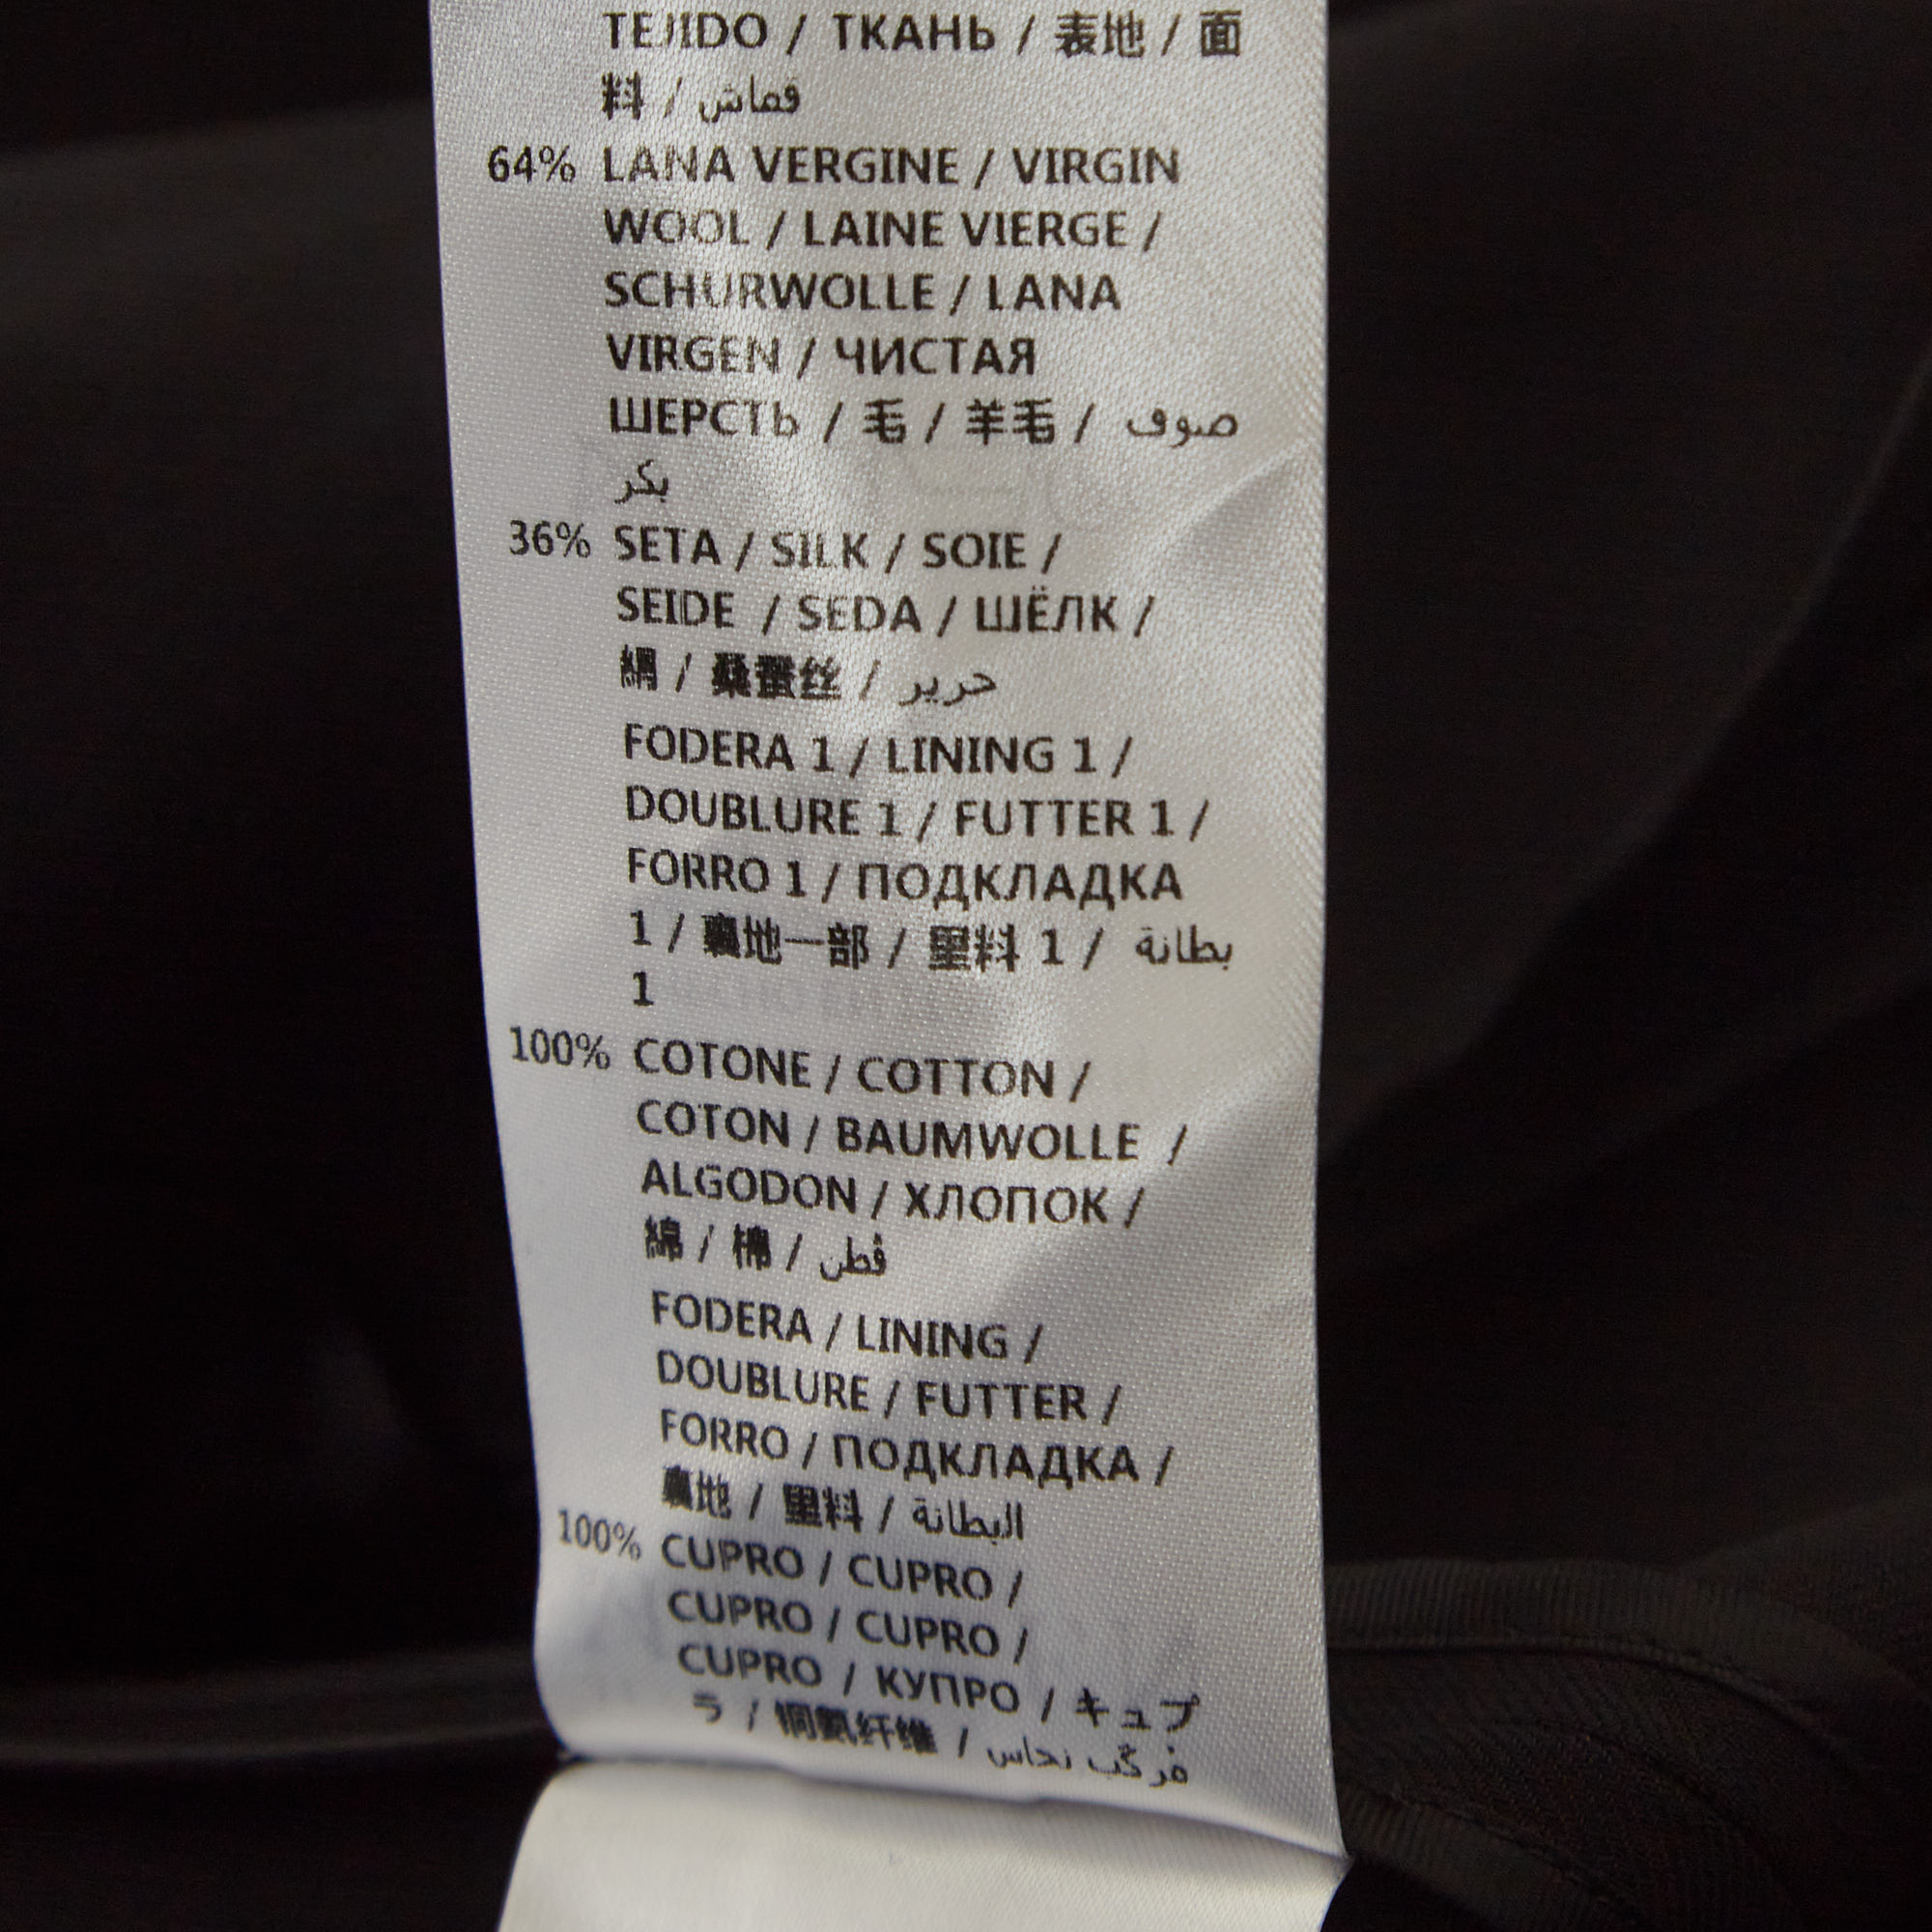 TEJIDO / ТКАНЬ / 表地 / 面
料 / قماش
64% LANA VERGINE / VIRGIN
WOOL / LAINE VIERGE /
SCHURWOLLE / LANA
VIRGEN / ЧИСТАЯ
ШЕРСТЬ / 毛 / 羊毛 / صوف
بكر
36% SETA / SILK / SOIE /
SEIDE / SEDA / ШЁЛК /
絹 / 桑蚕丝 / حرير
FODERA 1 / LINING 1 /
DOUBLURE 1 / FUTTER 1 /
FORRO 1 / ПОДКЛАДКА
1 / 裏地一部 / 里料 1 / بطانة
1
100% COTONE / COTTON /
COTON / BAUMWOLLE /
ALGODON / ХЛОПОК /
綿 / 棉 / قطن
FODERA / LINING /
DOUBLURE / FUTTER /
FORRO / ПОДКЛАДКА /
裏地 / 里料 / البطانة
100% CUPRO / CUPRO /
CUPRO / CUPRO /
CUPRO / КУПРО / キュプ
ラ / 铜氨纤维 / مركب نحاس